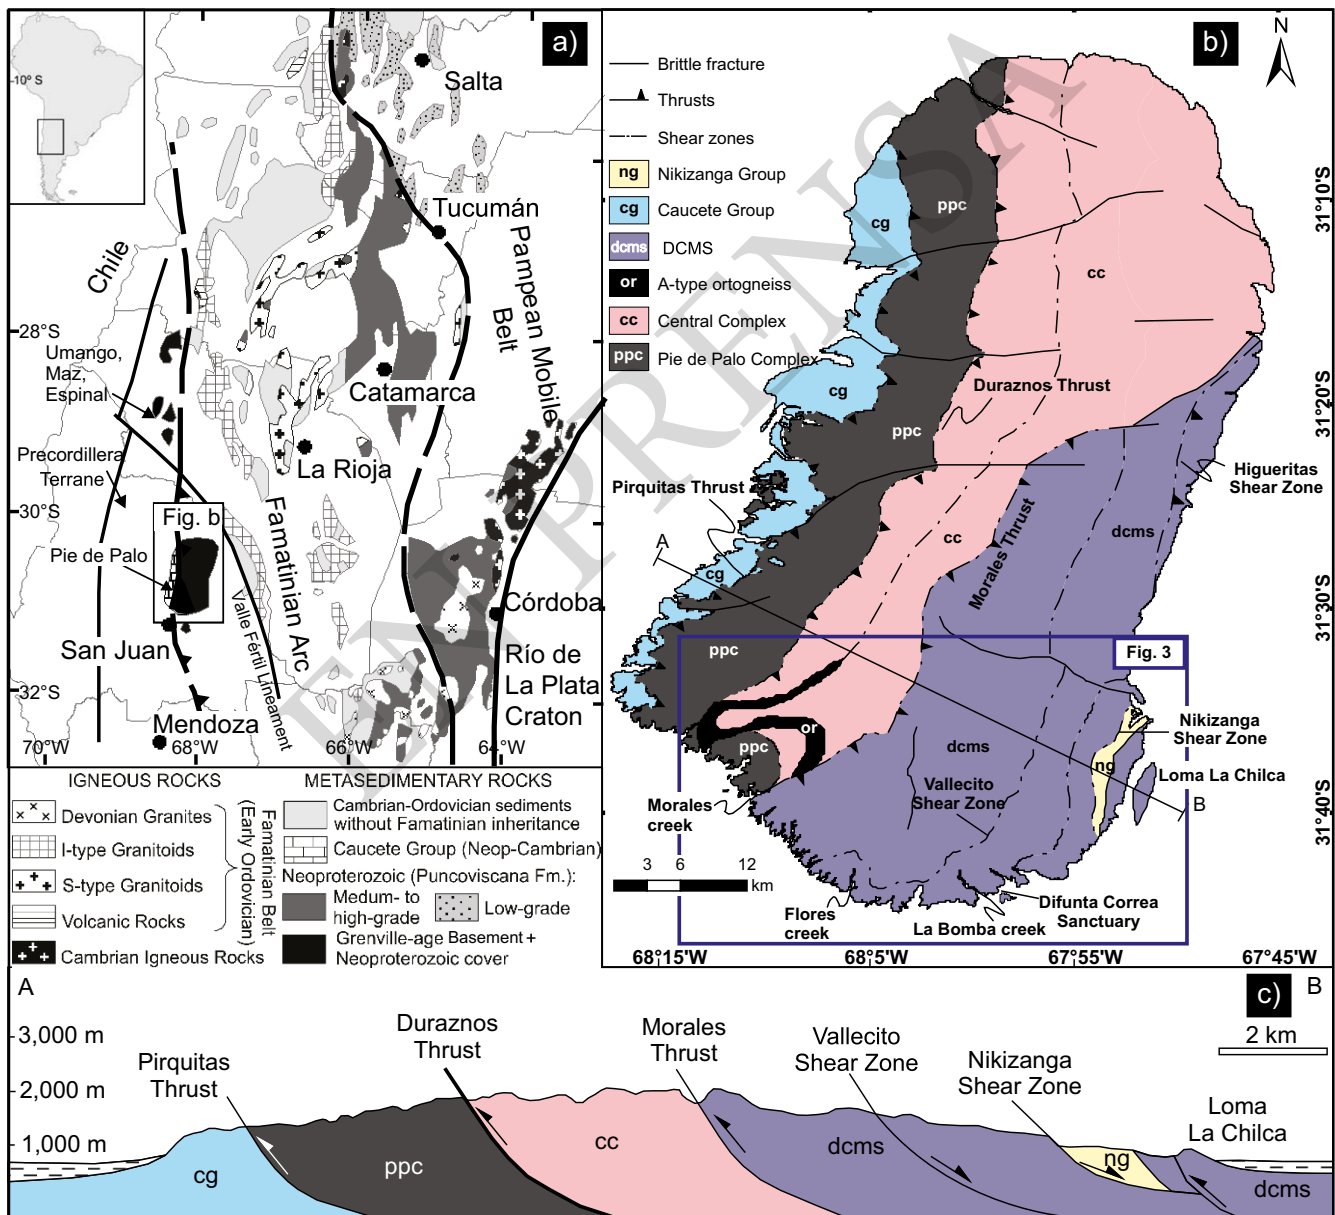 a)
10° S
Salta
Tucumán
Chile
Pampean Mobile
Belt
28°S
Umango,
Maz,
Espinal
Catamarca
La Rioja
Precordillera
Terrane
30°S
Fig. b
Famatinian Arc
Pie de Palo
Valle Fértil Lineament
Córdoba
San Juan
Río de
La Plata
Craton
32°S
Mendoza
70°W
68°W
66°W
64°W
IGNEOUS ROCKS
Devonian Granites
I-type Granitoids
S-type Granitoids
Volcanic Rocks
Cambrian Igneous Rocks
Famatinian Belt
(Early Ordovician)
METASEDIMENTARY ROCKS
Cambrian-Ordovician sediments
without Famatinian inheritance
Caucete Group (Neop-Cambrian)
Neoproterozoic (Puncoviscana Fm.):
Medum- to
high-grade
Low-grade
Grenville-age Basement +
Neoproterozoic cover
b)
N
Brittle fracture
Thrusts
Shear zones
ng
Nikizanga Group
cg
Caucete Group
dcms
DCMS
or
A-type ortogneiss
cc
Central Complex
ppc
Pie de Palo Complex
31°10'S
31°20'S
31°30'S
31°40'S
cg
ppc
cc
cg
Duraznos Thrust
ppc
Pirquitas Thrust
Higueritas
Shear Zone
dcms
A
cc
Morales Thrust
cg
ppc
Fig. 3
Nikizanga
Shear Zone
or
ppc
dcms
ng
Loma La Chilca
Vallecito
Shear Zone
B
Morales
creek
3
6
12
km
Flores
creek
La Bomba creek
Difunta Correa
Sanctuary
68°15'W
68°5'W
67°55'W
67°45'W
EN PRENSA
A
c)
B
3,000 m
2,000 m
1,000 m
2 km
Pirquitas
Thrust
Duraznos
Thrust
Morales
Thrust
Vallecito
Shear Zone
Nikizanga
Shear Zone
Loma
La Chilca
cg
ppc
cc
dcms
ng
dcms